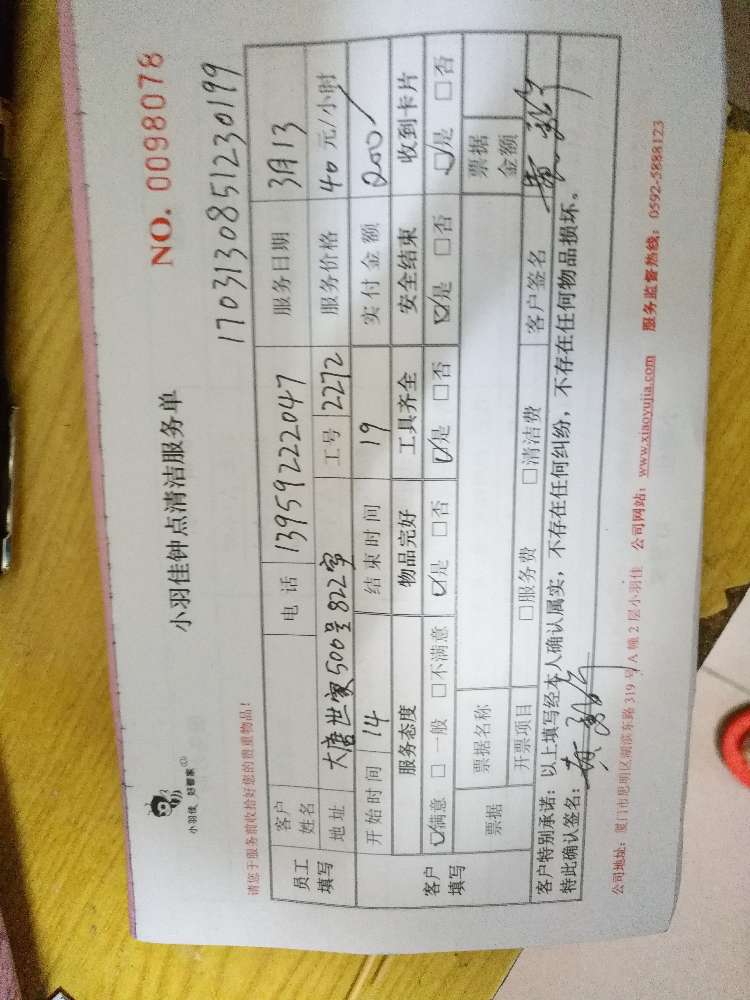 小羽佳 好管家
小羽佳钟点清洁服务单
NO. 0098078
请您于服务前收拾好您的贵重物品!
1703130851230199
员工填写
客户姓名 电话 13959222047 服务日期 3月13
地址 大唐世家500号822室 工号 2272 服务价格 40 元/小时
开始时间 14 结束时间 19 实付金额 200
客户填写
服务态度 物品完好 工具齐全 安全结束 收到卡片
☑满意 □一般 □不满意 ☑是 □否 ☑是 □否 ☑是 □否 ☑是 □否
票据 票据名称 票据金额
开票项目 □服务费 □清洁费 客户签名
客户特别承诺：以上填写经本人确认属实，不存在任何纠纷，不存在任何物品损坏。
特此确认签名：
公司地址：厦门市思明区湖滨东路319号A幢2层小羽佳 公司网站：www.xiaoyujia.com 服务监督热线：0592-5888123